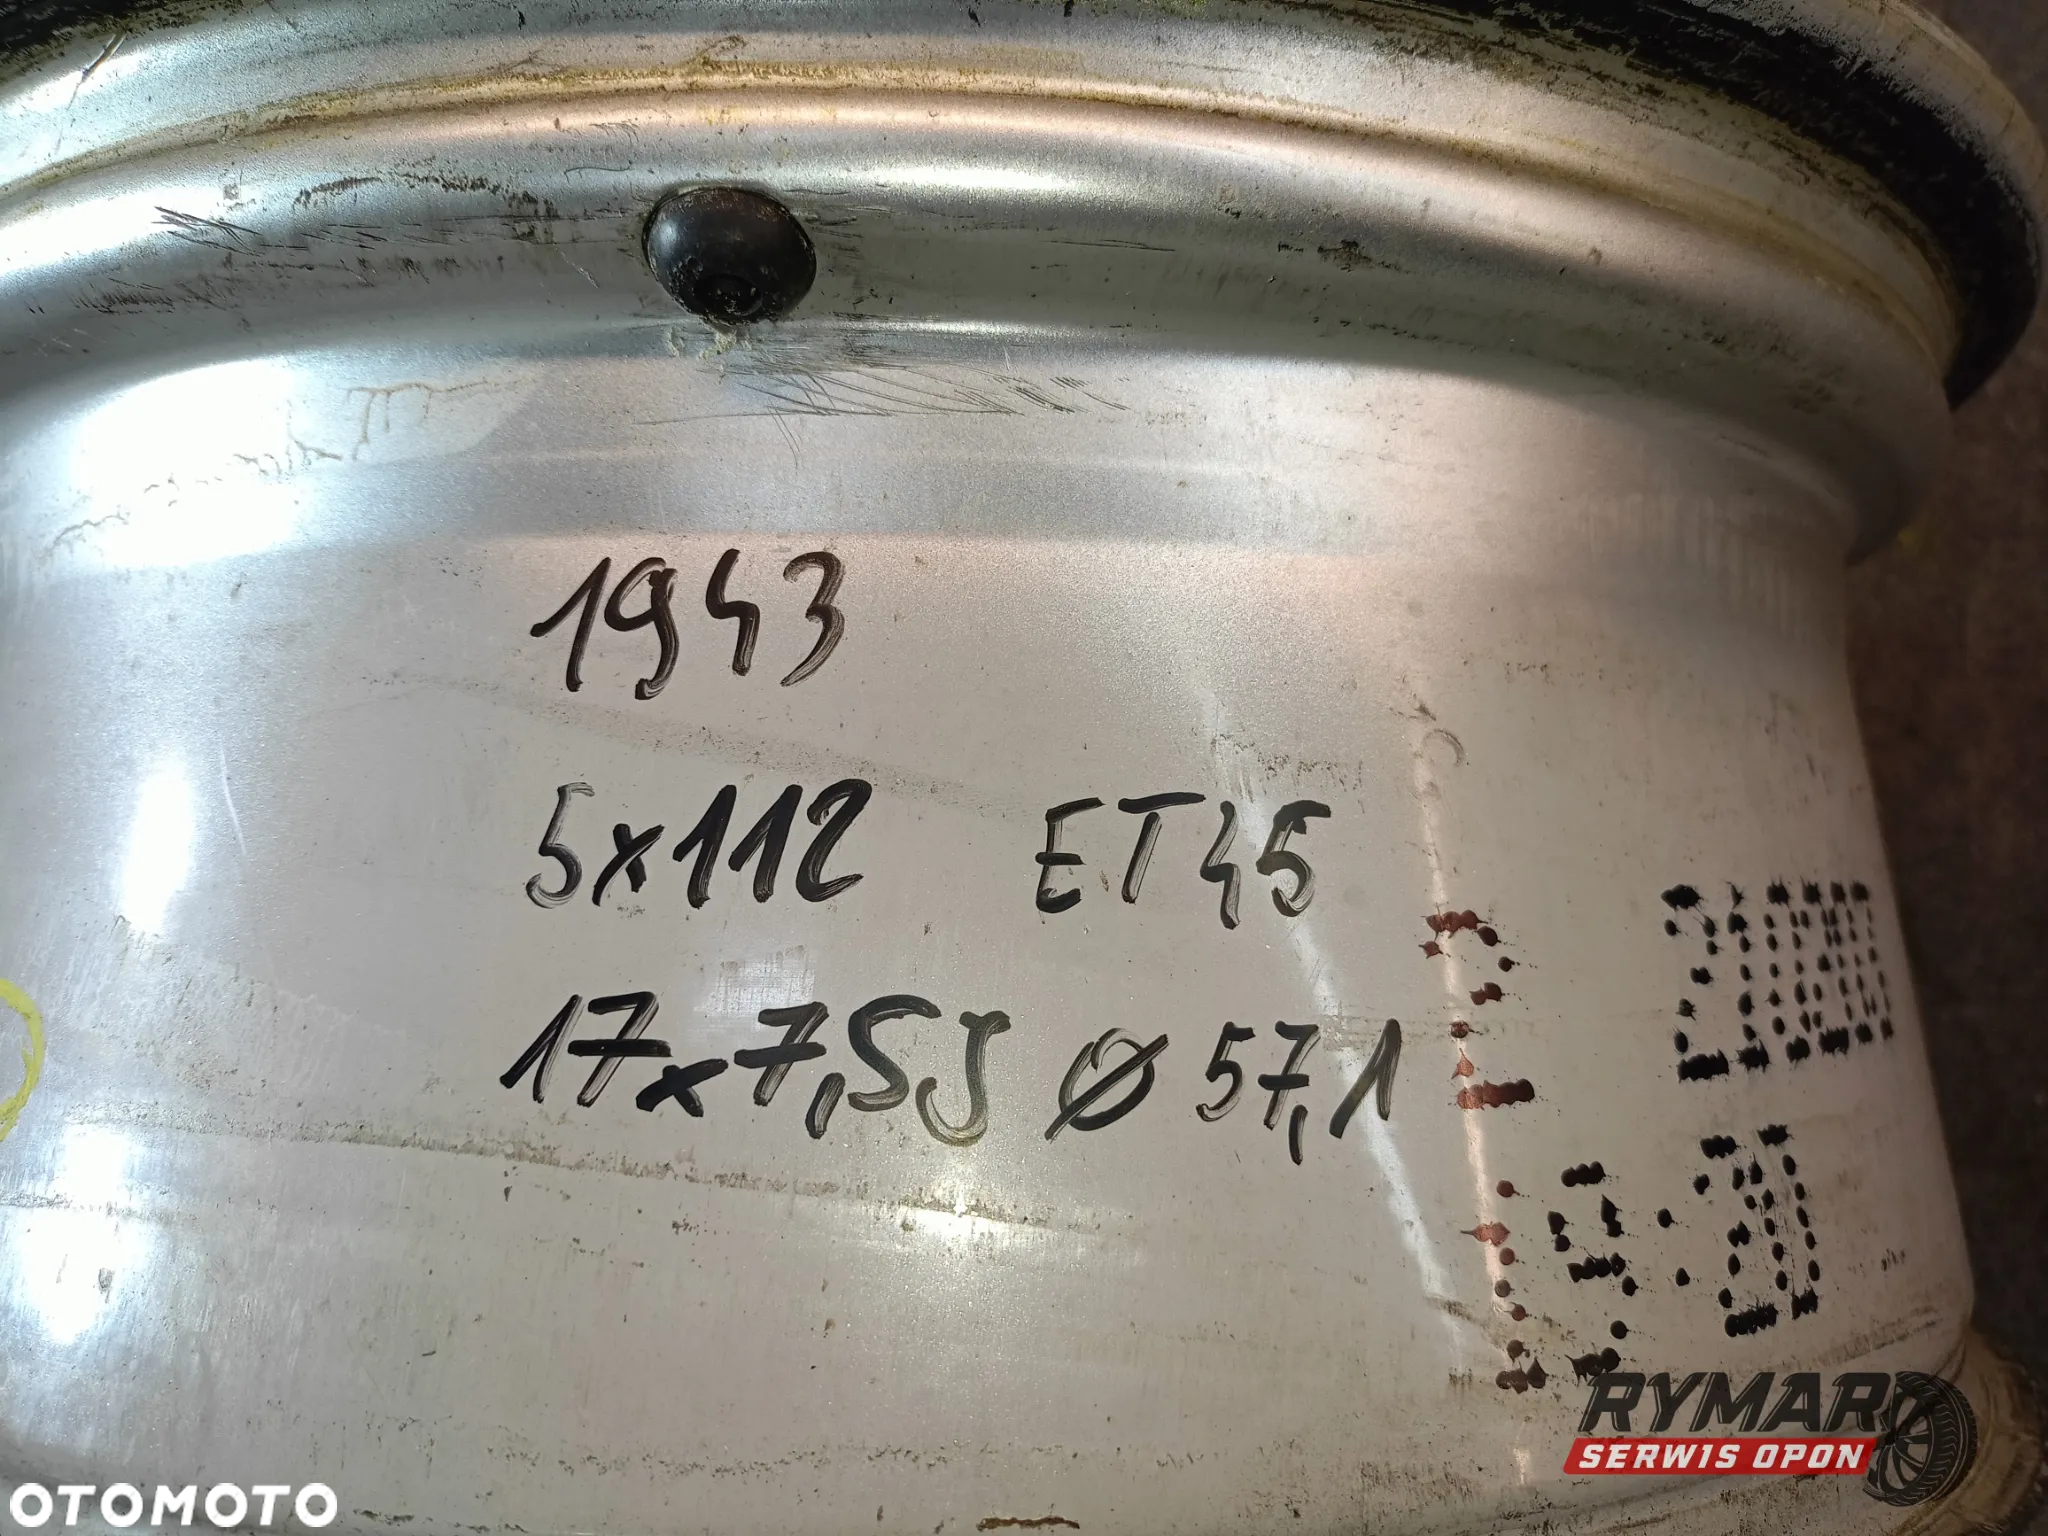 1943
5x112 ET45
17x7,5J Ø 57,1
RYMAR
SERWIS OPON
OTOMOTO